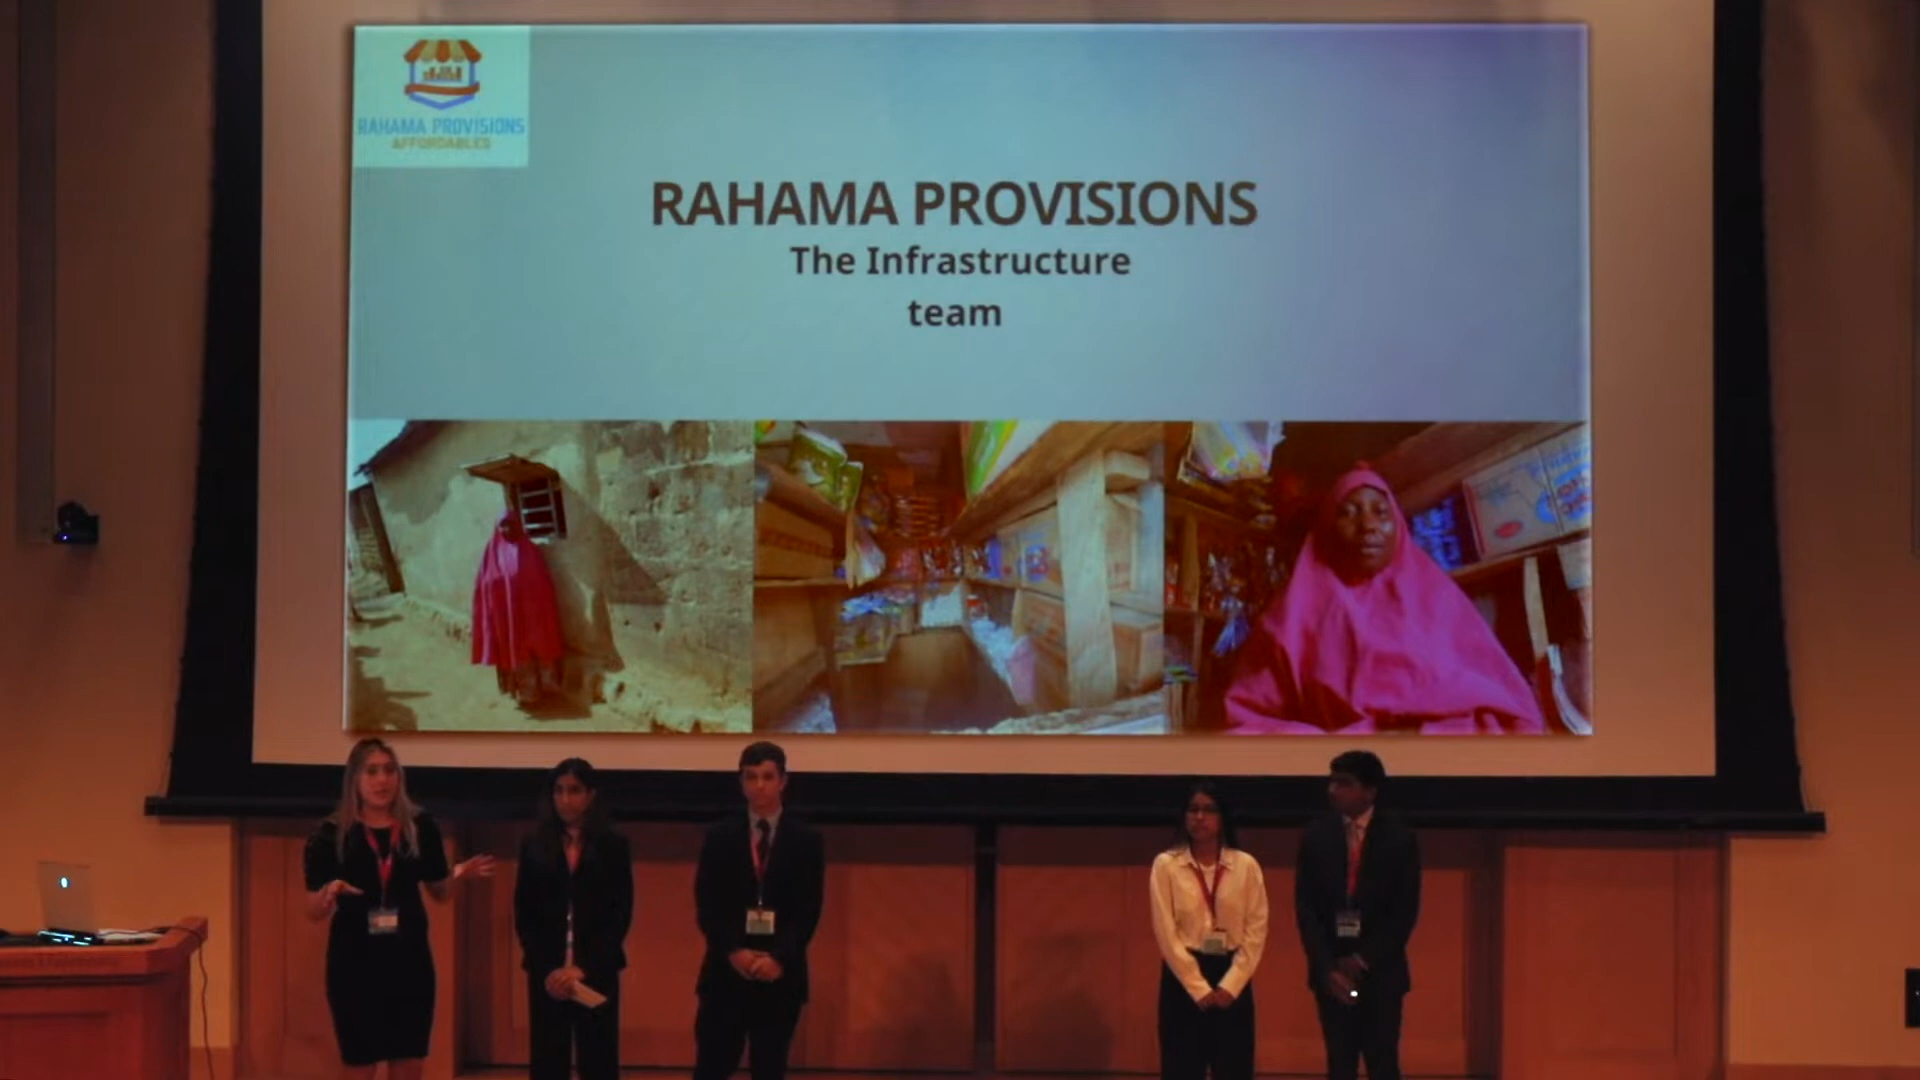 RAHAMA PROVISIONS
AFFORDABLES
RAHAMA PROVISIONS
The Infrastructure
team